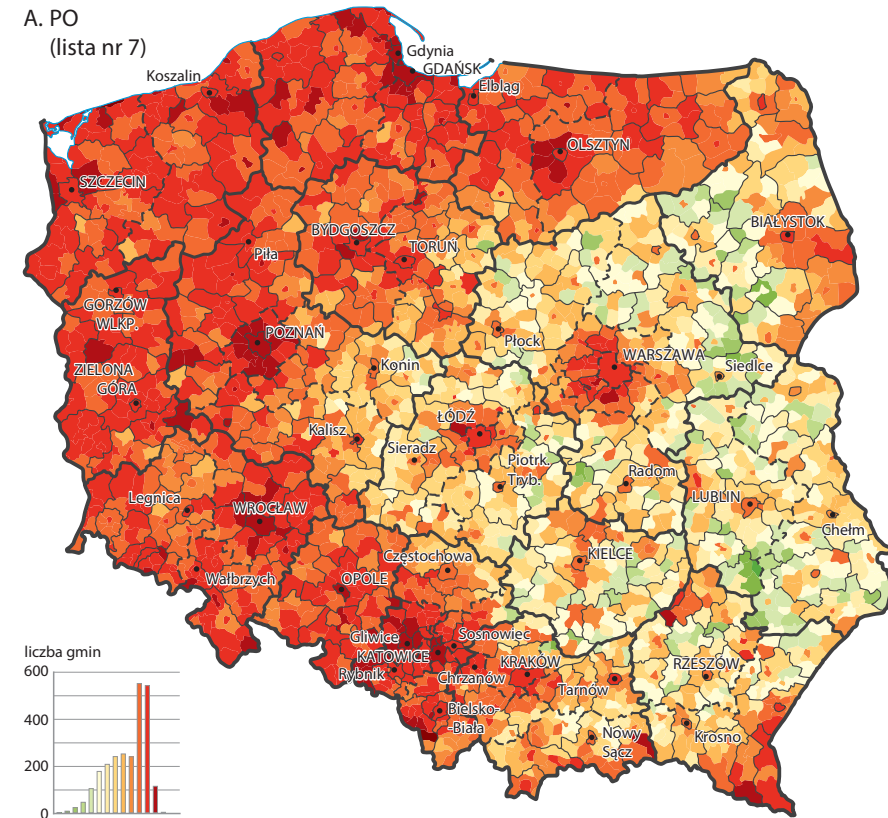 A. PO
(lista nr 7)
Gdynia
GDAŃSK
Koszalin
Elbląg
OLSZTYN
SZCZECIN
BIAŁYSTOK
BYDGOSZCZ
TORUŃ
Piła
GORZÓW
WLKP.
POZNAŃ
Płock
WARSZAWA
Siedlce
Konin
ZIELONA
GÓRA
ŁÓDŹ
Kalisz
Sieradz
Piotrk.
Tryb.
Radom
LUBLIN
Legnica
WROCŁAW
Chełm
Częstochowa
KIELCE
Wałbrzych
OPOLE
Gliwice
Sosnowiec
KATOWICE
KRAKÓW
RZESZÓW
Rybnik
Chrzanów
Tarnów
Bielsko-
-Biała
Nowy
Sącz
Krosno
liczba gmin
600
400
200
0